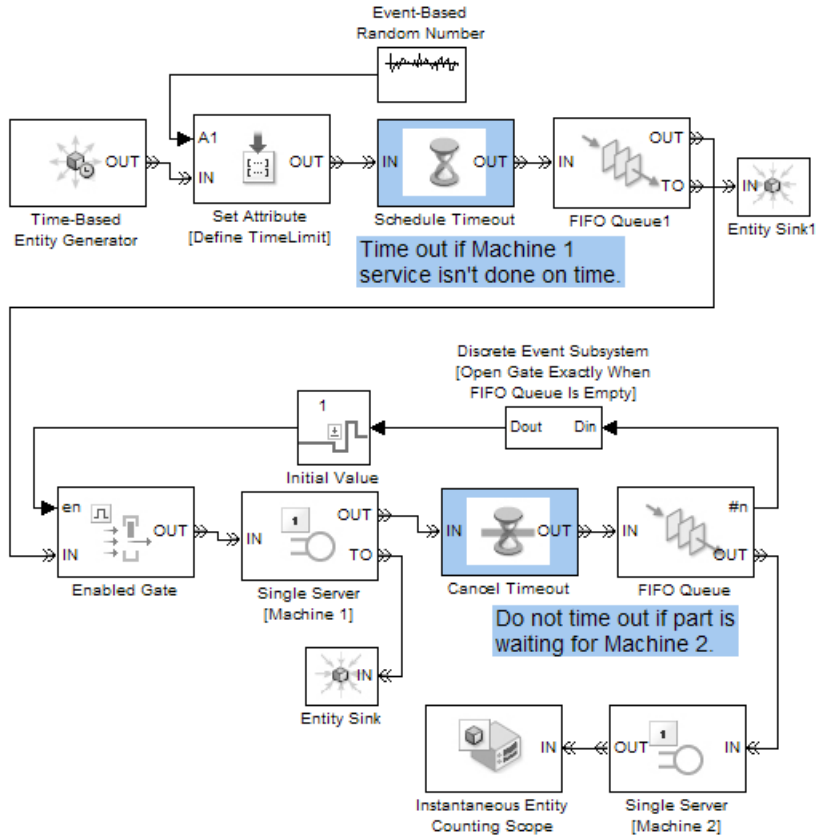 Event-Based
Random Number
A1
IN
OUT
OUT
IN
OUT
IN
OUT
TO
IN
Time-Based
Entity Generator
Set Attribute
[Define TimeLimit]
Schedule Timeout
FIFO Queue1
Entity Sink1
Time out if Machine 1
service isn't done on time.
Discrete Event Subsystem
[Open Gate Exactly When
FIFO Queue Is Empty]
1
Initial Value
Dout
Din
en
IN
OUT
Enabled Gate
1
IN
OUT
TO
Single Server
[Machine 1]
IN
OUT
Cancel Timeout
IN
#n
OUT
FIFO Queue
Do not time out if part is
waiting for Machine 2.
IN
Entity Sink
IN
Instantaneous Entity
Counting Scope
OUT
1
IN
Single Server
[Machine 2]